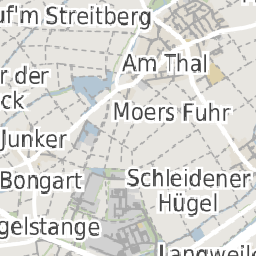 uf'm Streitberg
Am Thal
r der
ck
Moers Fuhr
Junker
Bongart
Schleidener
Hügel
gelstange
Langweile